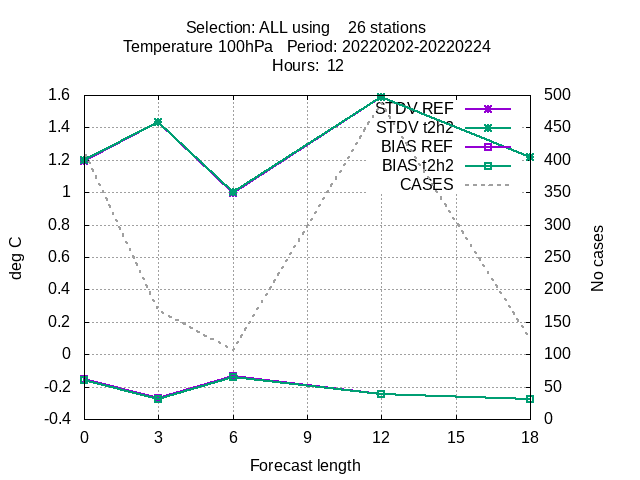 Selection: ALL using 26 stations
Temperature 100hPa Period: 20220202-20220224
Hours: 12
1.6
1.4
1.2
1
0.8
0.6
0.4
0.2
0
-0.2
-0.4
deg C
STDV REF
STDV t2h2
BIAS REF
BIAS t2h2
CASES
500
450
400
350
300
250
200
150
100
50
0
No cases
0 3 6 9 12 15 18
Forecast length